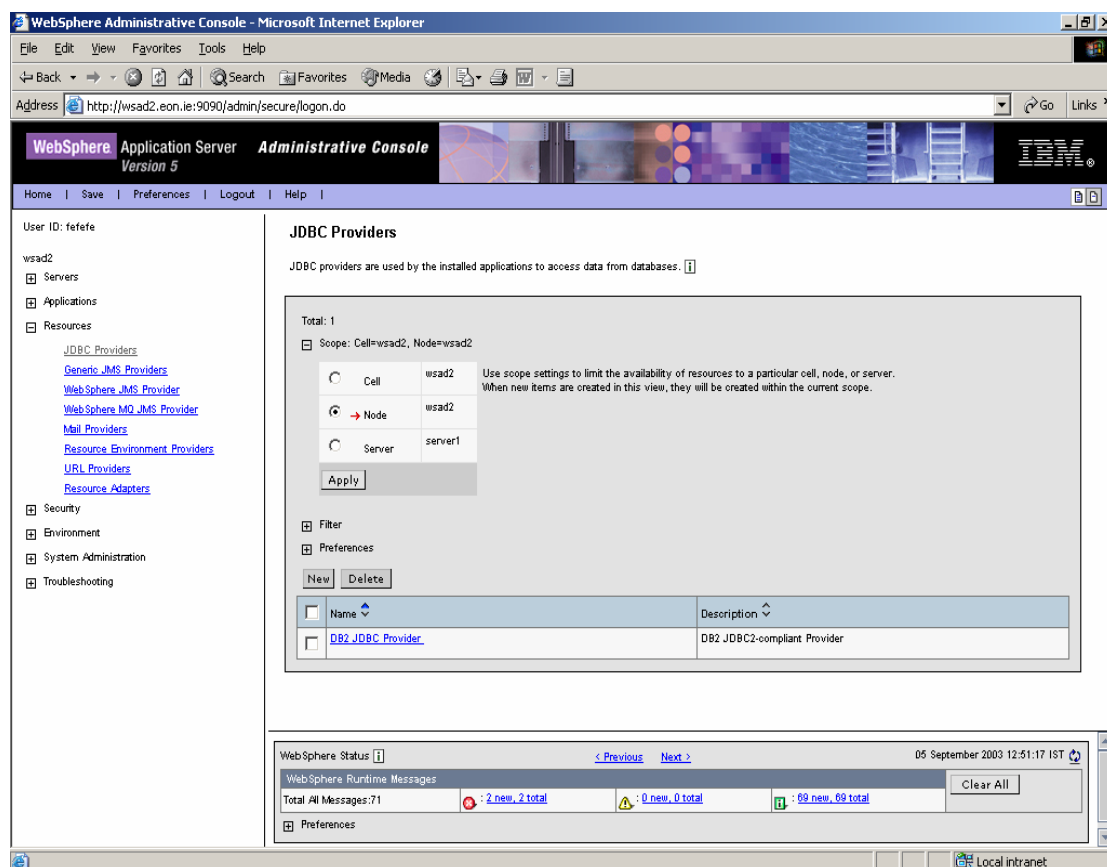 WebSphere Administrative Console - Microsoft Internet Explorer
File Edit View Favorites Tools Help
Back Search Favorites Media
Address http://wsad2.eon.ie:9090/admin/secure/logon.do Go Links
WebSphere Application Server Administrative Console
Version 5
IBM
Home | Save | Preferences | Logout | Help |
User ID: fefefe
wsad2
Servers
Applications
Resources
JDBC Providers
Generic JMS Providers
WebSphere JMS Provider
WebSphere MQ JMS Provider
Mail Providers
Resource Environment Providers
URL Providers
Resource Adapters
Security
Environment
System Administration
Troubleshooting
JDBC Providers
JDBC providers are used by the installed applications to access data from databases. i
Total: 1
Scope: Cell=wsad2, Node=wsad2
Cell wsad2
Node wsad2
Server server1
Use scope settings to limit the availability of resources to a particular cell, node, or server.
When new items are created in this view, they will be created within the current scope.
Apply
Filter
Preferences
New Delete
Name Description
DB2 JDBC Provider DB2 JDBC2-compliant Provider
WebSphere Status i < Previous Next > 05 September 2003 12:51:17 IST
WebSphere Runtime Messages Clear All
Total All Messages:71 : 2 new, 2 total : 0 new, 0 total : 69 new, 69 total
Preferences
Local intranet